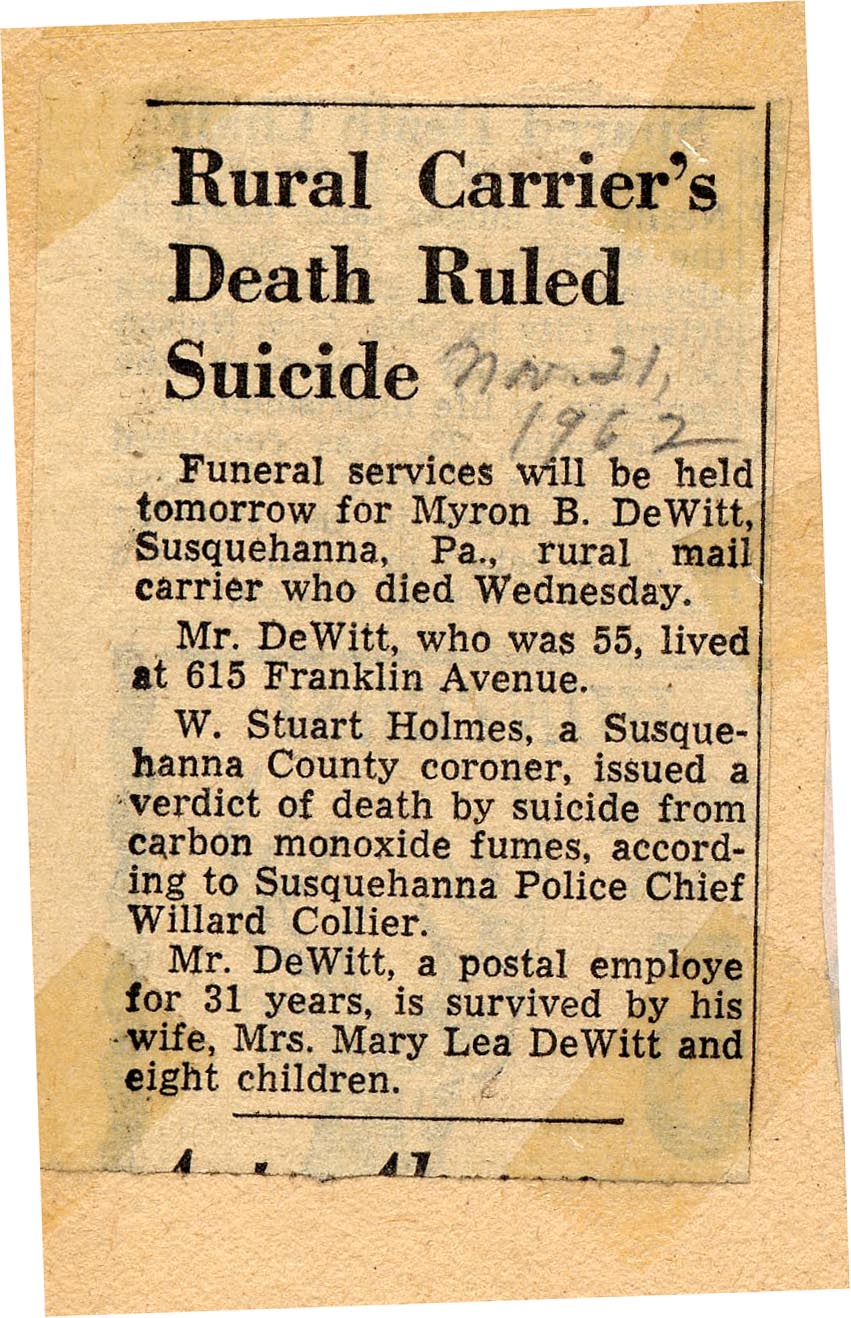 Rural Carrier's
Death Ruled
Suicide
Nov. 21,
1962
Funeral services will be held
tomorrow for Myron B. DeWitt,
Susquehanna, Pa., rural mail
carrier who died Wednesday.
Mr. DeWitt, who was 55, lived
at 615 Franklin Avenue.
W. Stuart Holmes, a Susque-
hanna County coroner, issued a
verdict of death by suicide from
carbon monoxide fumes, accord-
ing to Susquehanna Police Chief
Willard Collier.
Mr. DeWitt, a postal employe
for 31 years, is survived by his
wife, Mrs. Mary Lea DeWitt and
eight children.